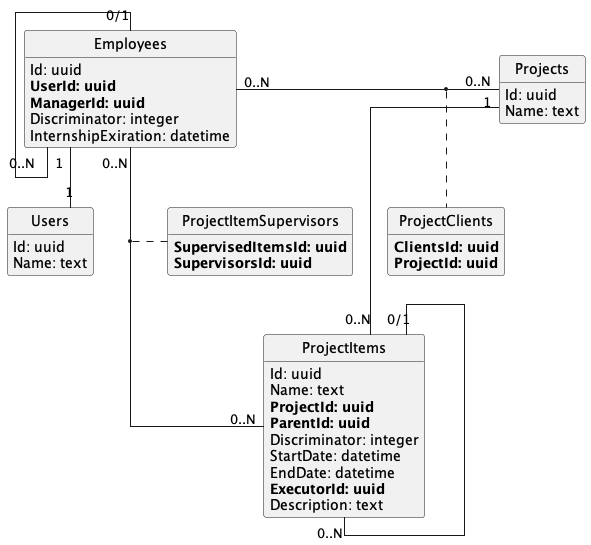 0/1
Employees
Id: uuid
UserId: uuid
ManagerId: uuid
Discriminator: integer
InternshipExiration: datetime
0..N
0..N
Projects
Id: uuid
Name: text
1
0..N
1
0..N
1
Users
Id: uuid
Name: text
ProjectItemSupervisors
SupervisedItemsId: uuid
SupervisorsId: uuid
ProjectClients
ClientsId: uuid
ProjectId: uuid
0..N
0/1
ProjectItems
Id: uuid
Name: text
ProjectId: uuid
ParentId: uuid
Discriminator: integer
StartDate: datetime
EndDate: datetime
ExecutorId: uuid
Description: text
0..N
0..N